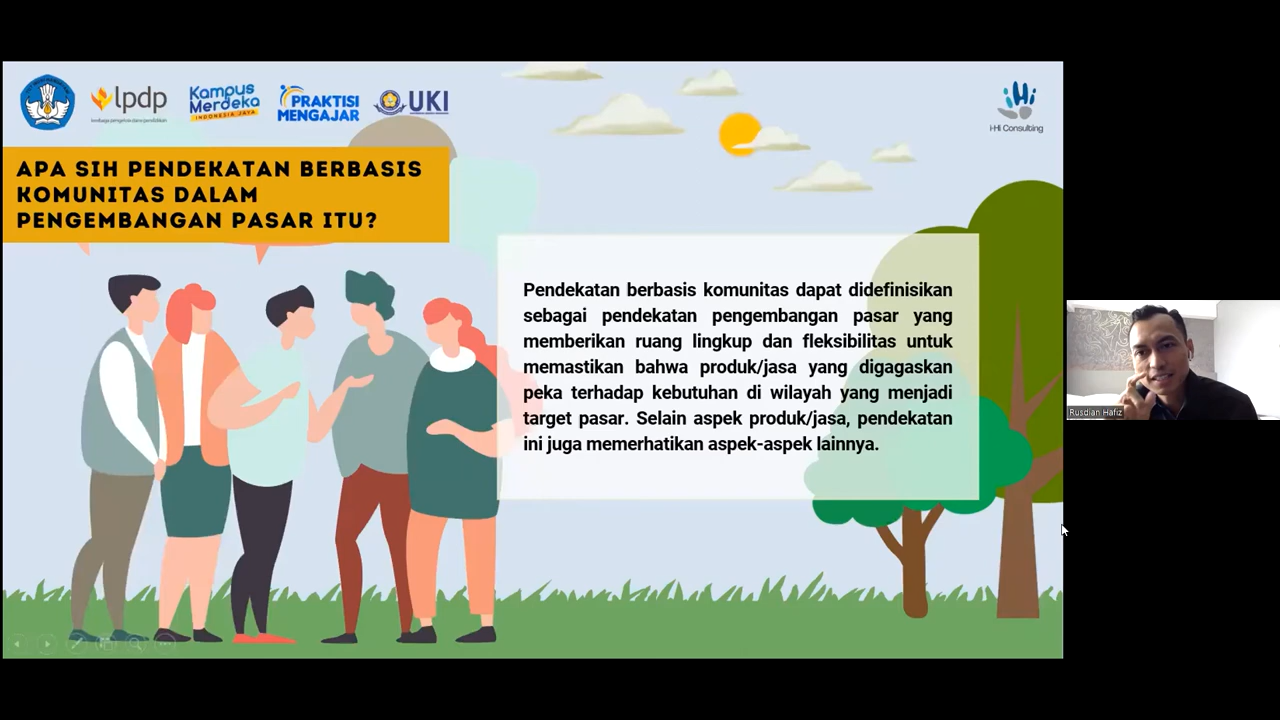 lpdp
lembaga pengelola dana pendidikan
Kampus
Merdeka
INDONESIA JAYA
PRAKTISI
MENGAJAR
UKI
iHi
i-Hi Consulting
APA SIH PENDEKATAN BERBASIS
KOMUNITAS DALAM
PENGEMBANGAN PASAR ITU?
Pendekatan berbasis komunitas dapat didefinisikan
sebagai pendekatan pengembangan pasar yang
memberikan ruang lingkup dan fleksibilitas untuk
memastikan bahwa produk/jasa yang digagaskan
peka terhadap kebutuhan di wilayah yang menjadi
target pasar. Selain aspek produk/jasa, pendekatan
ini juga memerhatikan aspek-aspek lainnya.
Rusdian Hafiz